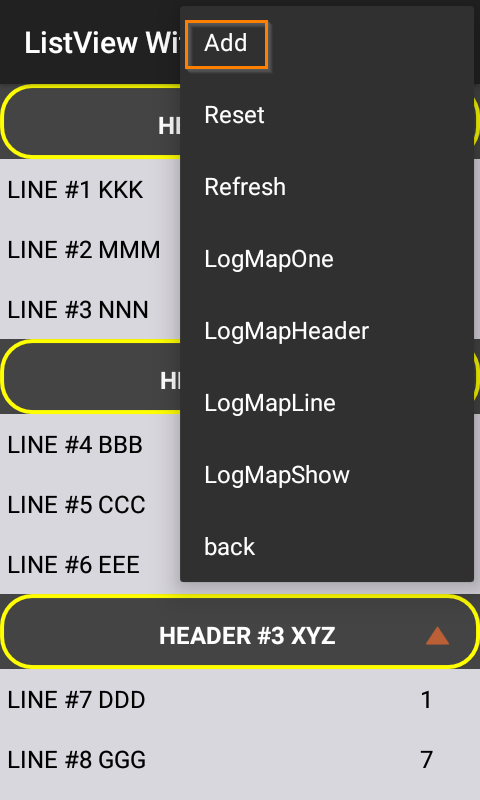 ListView Wi
Add
Reset
Refresh
LogMapOne
LogMapHeader
LogMapLine
LogMapShow
back
LINE #1 KKK
LINE #2 MMM
LINE #3 NNN
LINE #4 BBB
LINE #5 CCC
LINE #6 EEE
HEADER #3 XYZ
LINE #7 DDD 1
LINE #8 GGG 7